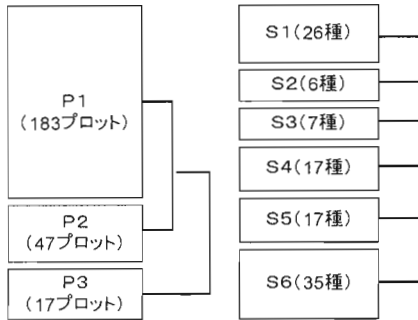 P1
(183プロット)
P2
(47プロット)
P3
(17プロット)
S1(26種)
S2(6種)
S3(7種)
S4(17種)
S5(17種)
S6(35種)